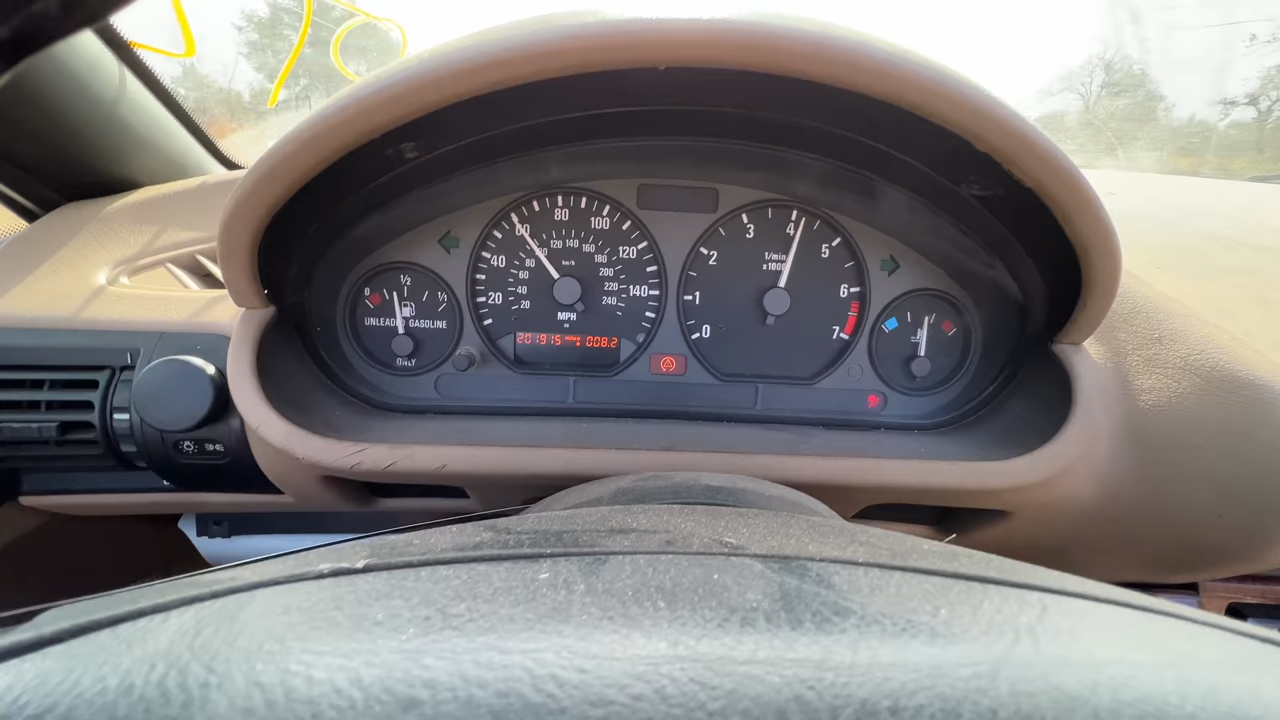 0 1/2 1/1
UNLEADED GASOLINE
ONLY
20 40 60 80 100 120 140
20 40 60 80 100 120 140 160 180 200 220 240
km/h
MPH
201915 miles 008.2
0 1 2 3 4 5 6 7
1/min
x1000